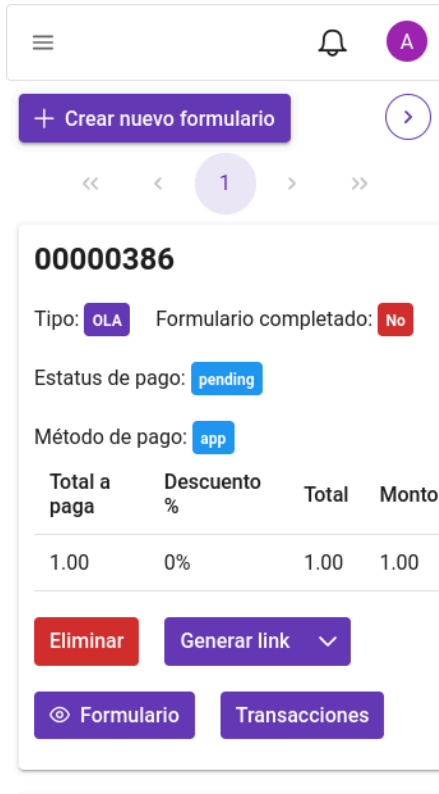 A
Crear nuevo formulario
1
00000386
Tipo: OLA Formulario completado: No
Estatus de pago: pending
Método de pago: app
Total a paga Descuento % Total Monto
1.00 0% 1.00 1.00
Eliminar Generar link
Formulario Transacciones